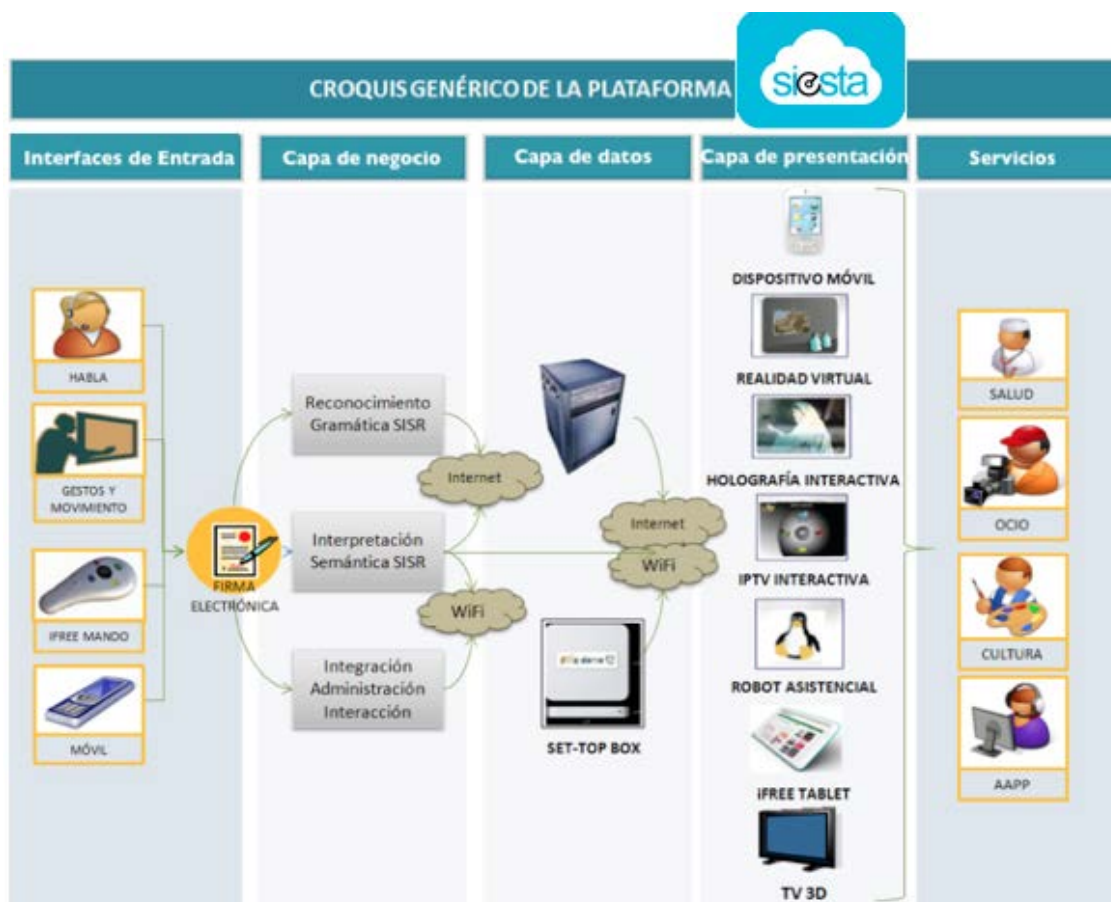 CROQUIS GENÉRICO DE LA PLATAFORMA
siesta
Interfaces de Entrada
HABLA
GESTOS Y
MOVIMIENTO
IFREE MANDO
MÓVIL
FIRMA
ELECTRÓNICA
Capa de negocio
Reconocimiento
Gramática SISR
Interpretación
Semántica SISR
Integración
Administración
Interacción
Internet
WiFi
Capa de datos
Internet
WiFi
SET-TOP BOX
Capa de presentación
DISPOSITIVO MÓVIL
REALIDAD VIRTUAL
HOLOGRAFÍA INTERACTIVA
IPTV INTERACTIVA
ROBOT ASISTENCIAL
iFREE TABLET
TV 3D
Servicios
SALUD
OCIO
CULTURA
AAPP